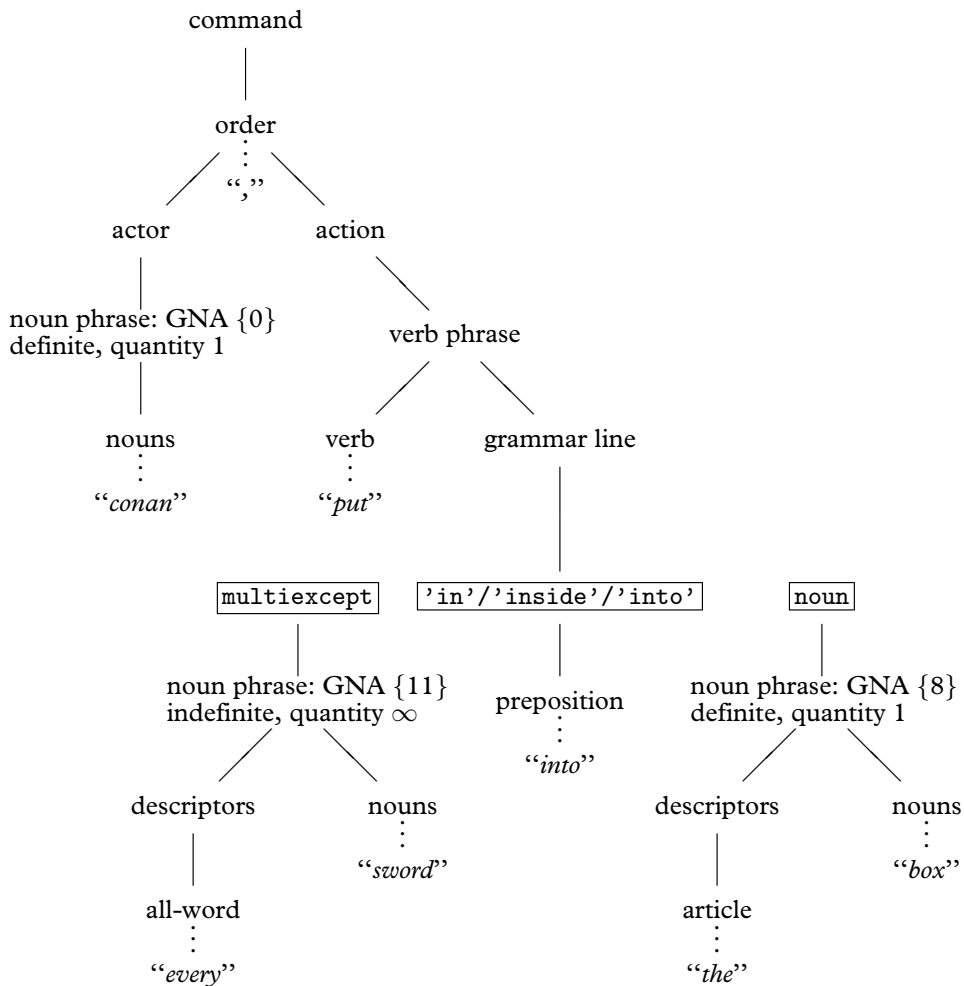 command
order
“,”
actor
action
noun phrase: GNA {0}
definite, quantity 1
verb phrase
nouns
verb
grammar line
“conan”
“put”
multiexcept
'in'/'inside'/'into'
noun
noun phrase: GNA {11}
indefinite, quantity ∞
preposition
noun phrase: GNA {8}
definite, quantity 1
“into”
descriptors
nouns
descriptors
nouns
“sword”
“box”
all-word
article
“every”
“the”